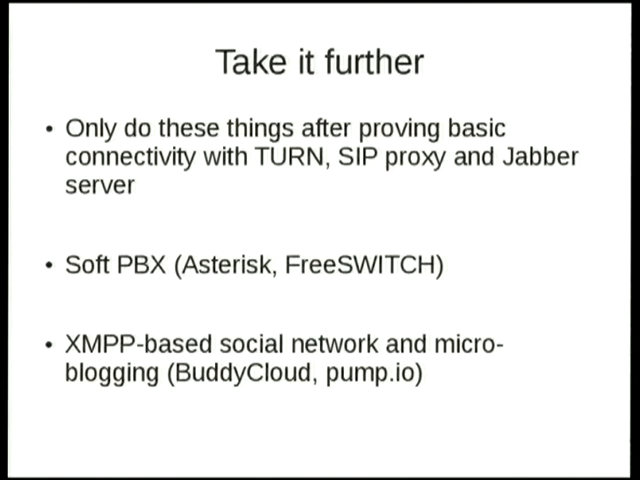 Take it further
• Only do these things after proving basic
connectivity with TURN, SIP proxy and Jabber
server
• Soft PBX (Asterisk, FreeSWITCH)
• XMPP-based social network and micro-
blogging (BuddyCloud, pump.io)